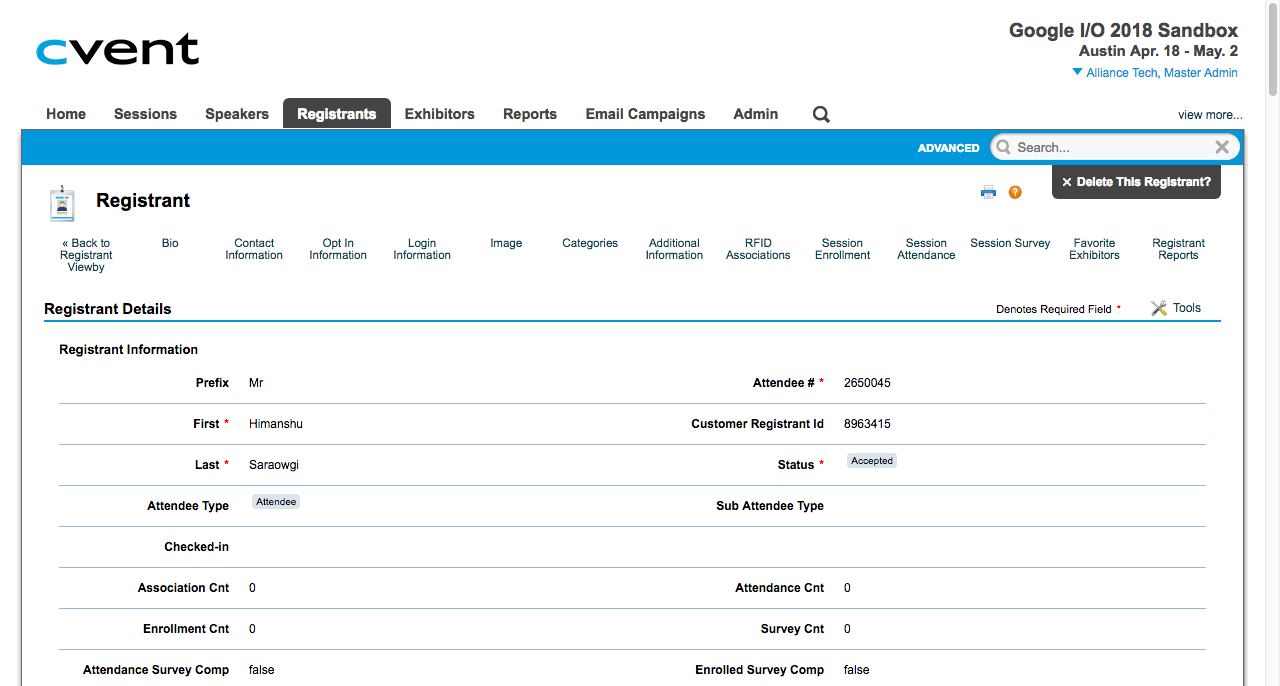 cvent
Google I/O 2018 Sandbox
Austin Apr. 18 - May. 2
Alliance Tech, Master Admin
Home Sessions Speakers Registrants Exhibitors Reports Email Campaigns Admin view more...
ADVANCED Search...
Registrant
× Delete This Registrant?
« Back to Registrant Viewby
Bio
Contact Information
Opt In Information
Login Information
Image
Categories
Additional Information
RFID Associations
Session Enrollment
Session Attendance
Session Survey
Favorite Exhibitors
Registrant Reports
Registrant Details Denotes Required Field * Tools
Registrant Information
Prefix Mr Attendee # * 2650045
First * Himanshu Customer Registrant Id 8963415
Last * Saraowgi Status * Accepted
Attendee Type Attendee Sub Attendee Type
Checked-in
Association Cnt 0 Attendance Cnt 0
Enrollment Cnt 0 Survey Cnt 0
Attendance Survey Comp false Enrolled Survey Comp false